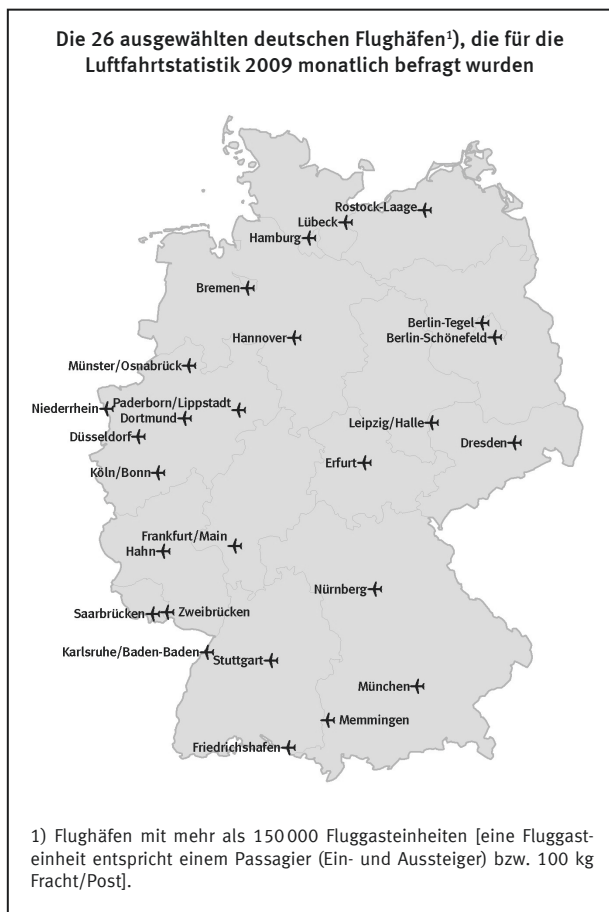 Die 26 ausgewählten deutschen Flughäfen¹), die für die
Luftfahrtstatistik 2009 monatlich befragt wurden
Rostock-Laage
Lübeck
Hamburg
Bremen
Berlin-Tegel
Hannover
Berlin-Schönefeld
Münster/Osnabrück
Niederrhein
Paderborn/Lippstadt
Dortmund
Leipzig/Halle
Düsseldorf
Dresden
Köln/Bonn
Erfurt
Frankfurt/Main
Hahn
Nürnberg
Saarbrücken
Zweibrücken
Karlsruhe/Baden-Baden
Stuttgart
München
Memmingen
Friedrichshafen
1) Flughäfen mit mehr als 150 000 Fluggasteinheiten [eine Fluggast-
einheit entspricht einem Passagier (Ein- und Aussteiger) bzw. 100 kg
Fracht/Post].